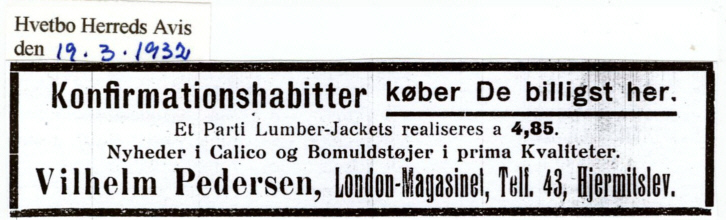 Hvetbo Herreds Avis
den 19.3.1932
Konfirmationshabitter køber De billigst her.
Et Parti Lumber-Jackets realiseres a 4,85.
Nyheder i Calico og Bomuldstøjer i prima Kvaliteter.
Vilhelm Pedersen, London-Magasinet, Telf. 43, Hjermitslev.